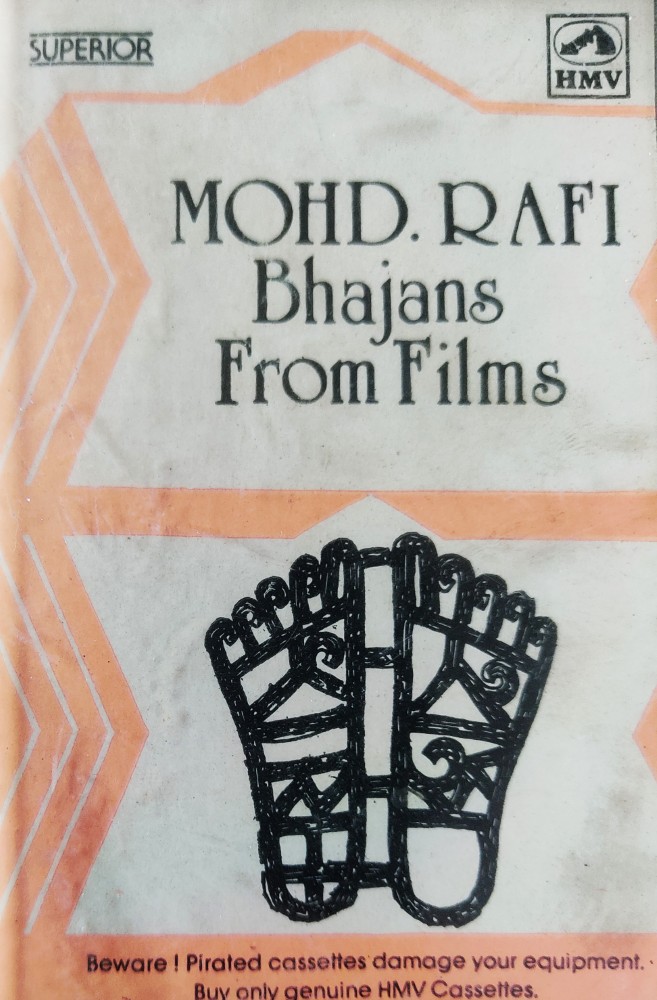 SUPERIOR
HMV
MOHD. RAFI
Bhajans
From Films
Beware ! Pirated cassettes damage your equipment.
Buy only genuine HMV Cassettes.